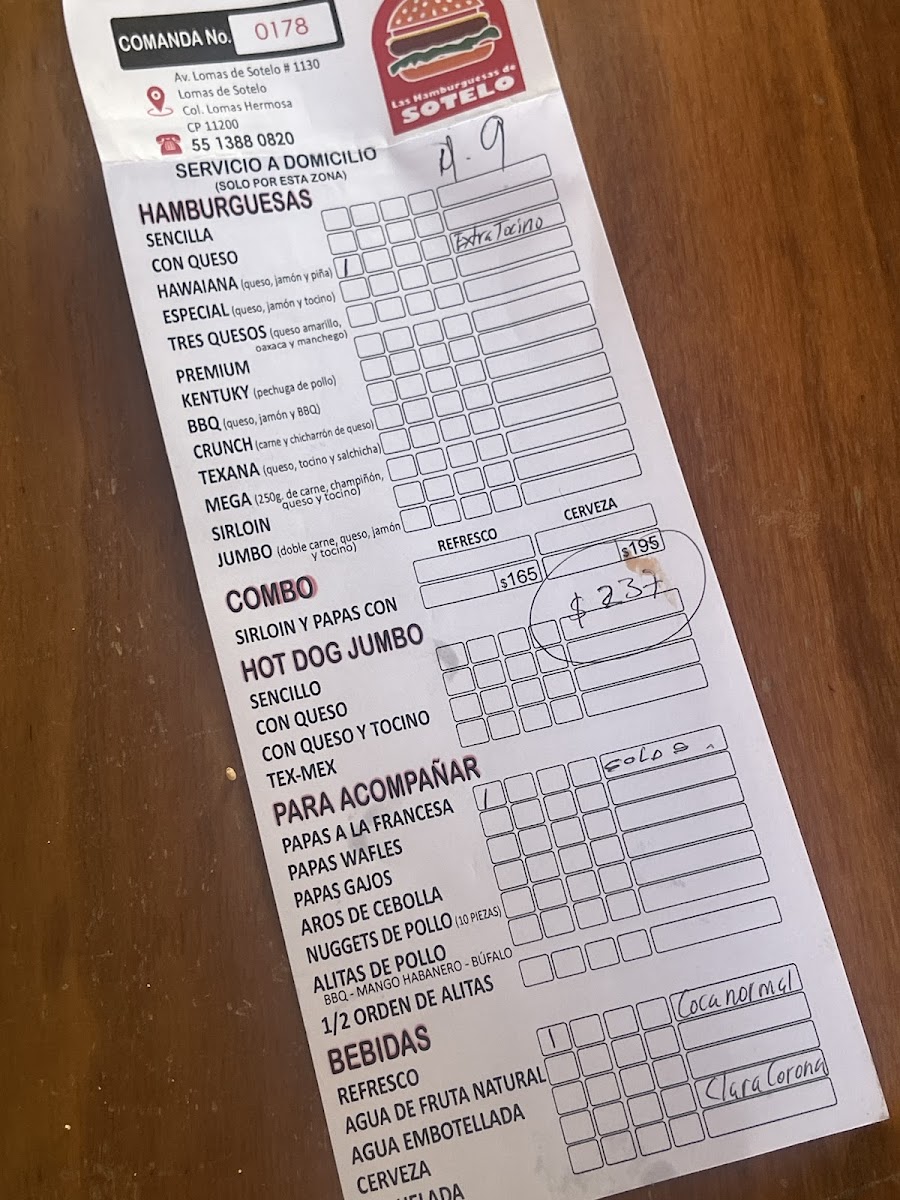 COMANDA No. 0178
Las Hamburguesas de
SOTELO
Av. Lomas de Sotelo # 1130
Lomas de Sotelo
Col. Lomas Hermosa
CP 11200
55 1388 0820
SERVICIO A DOMICILIO
(SOLO POR ESTA ZONA)
HAMBURGUESAS
SENCILLA
CON QUESO
HAWAIANA (queso, jamón y piña) 1 Extra Tocino
ESPECIAL (queso, jamón y tocino)
TRES QUESOS (queso amarillo,
oaxaca y manchego)
PREMIUM
KENTUKY (pechuga de pollo)
BBQ (queso, jamón y BBQ)
CRUNCH (carne y chicharrón de queso)
TEXANA (queso, tocino y salchicha)
MEGA (250g. de carne, champiñón,
queso y tocino)
SIRLOIN
JUMBO (doble carne, queso, jamón
y tocino)
REFRESCO CERVEZA
COMBO
SIRLOIN Y PAPAS CON $165 $195
$ 237
HOT DOG JUMBO
SENCILLO
CON QUESO
CON QUESO Y TOCINO
TEX-MEX
PARA ACOMPAÑAR
PAPAS A LA FRANCESA 1
PAPAS WAFLES
PAPAS GAJOS
AROS DE CEBOLLA
NUGGETS DE POLLO (10 PIEZAS)
ALITAS DE POLLO
BBQ - MANGO HABANERO - BÚFALO
1/2 ORDEN DE ALITAS
BEBIDAS
REFRESCO 1 Coca normal
AGUA DE FRUTA NATURAL
AGUA EMBOTELLADA
CERVEZA Clara Corona
ELADA